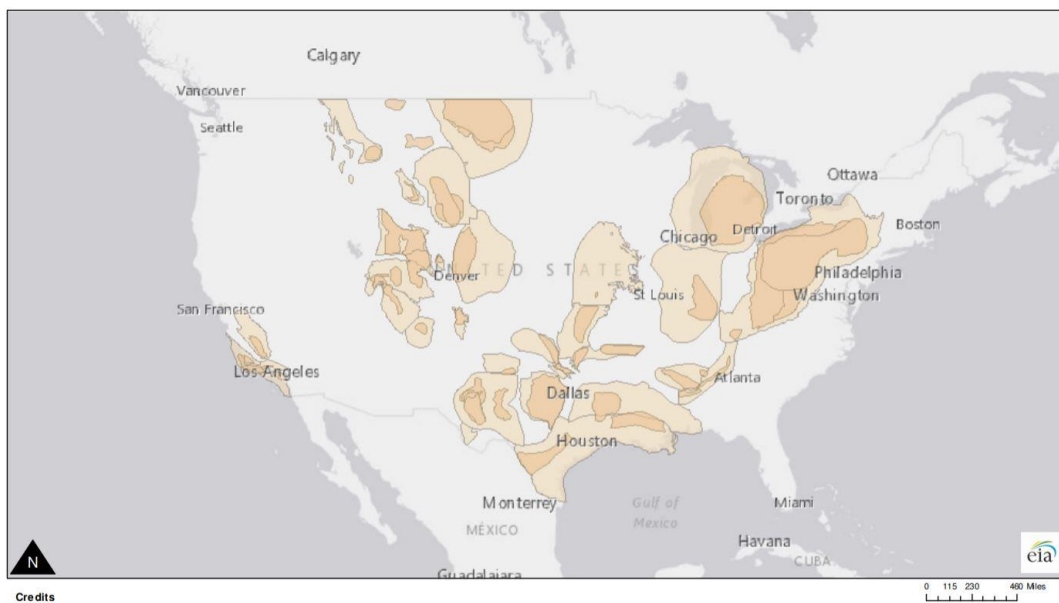 Calgary
Vancouver
Seattle
Ottawa
Toronto
Boston
Chicago
Detroit
Denver
UNITED STATES
Philadelphia
St Louis
Washington
San Francisco
Los Angeles
Atlanta
Dallas
Houston
Monterrey
Gulf of
Mexico
Miami
MÉXICO
Havana
CUBA
Guadalajara
N
eia
Credits
0 115 230 460 Miles